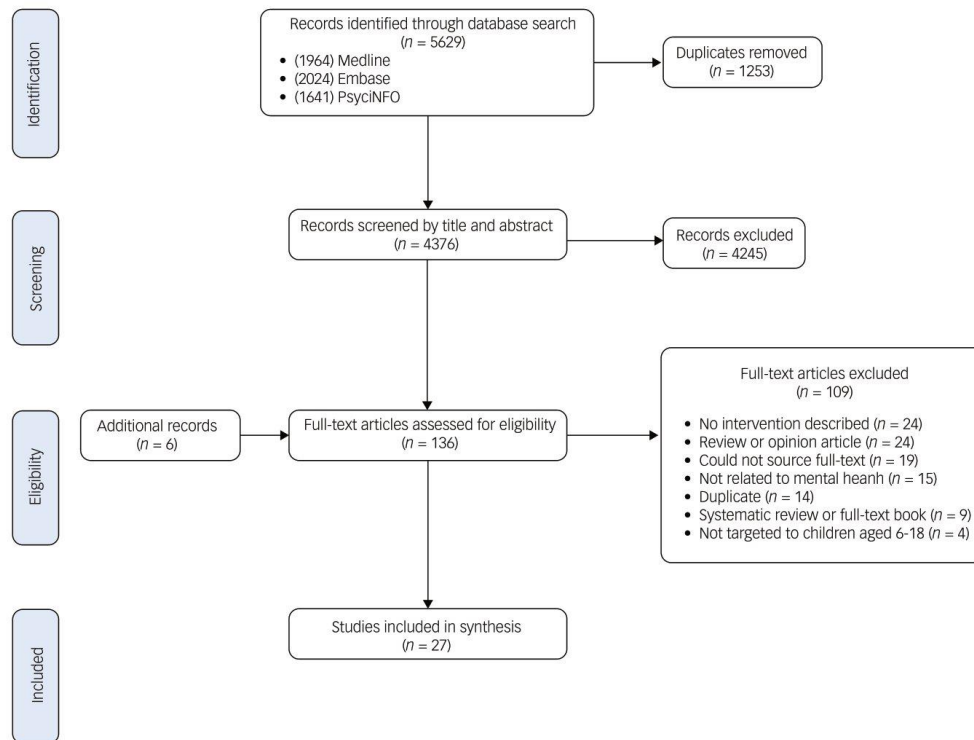 Identification
Records identified through database search
(n = 5629)
• (1964) Medline
• (2024) Embase
• (1641) PsyciNFO
Duplicates removed
(n = 1253)
Screening
Records screened by title and abstract
(n = 4376)
Records excluded
(n = 4245)
Eligibility
Additional records
(n = 6)
Full-text articles assessed for eligibility
(n = 136)
Full-text articles excluded
(n = 109)
• No intervention described (n = 24)
• Review or opinion article (n = 24)
• Could not source full-text (n = 19)
• Not related to mental heanh (n = 15)
• Duplicate (n = 14)
• Systematic review or full-text book (n = 9)
• Not targeted to children aged 6-18 (n = 4)
Included
Studies included in synthesis
(n = 27)